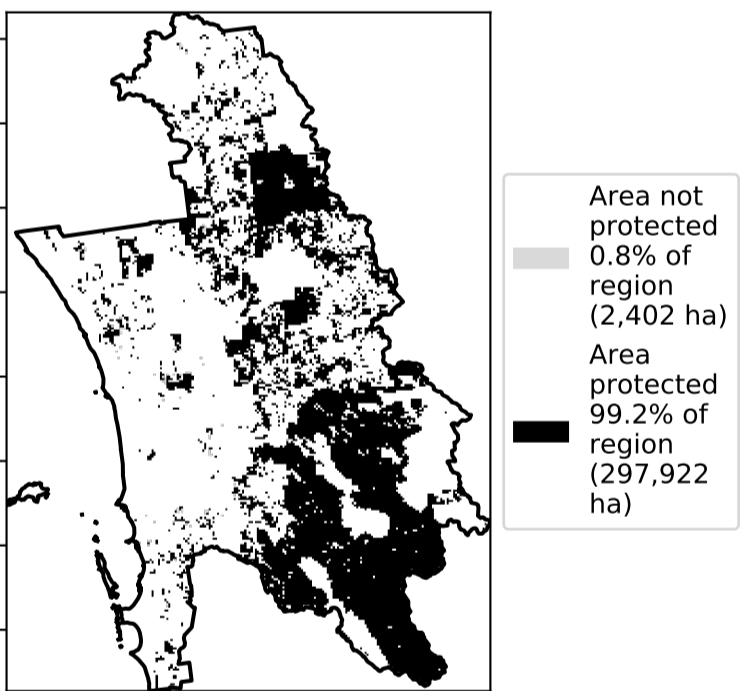 Area not
protected
0.8% of
region
(2,402 ha)
Area
protected
99.2% of
region
(297,922
ha)